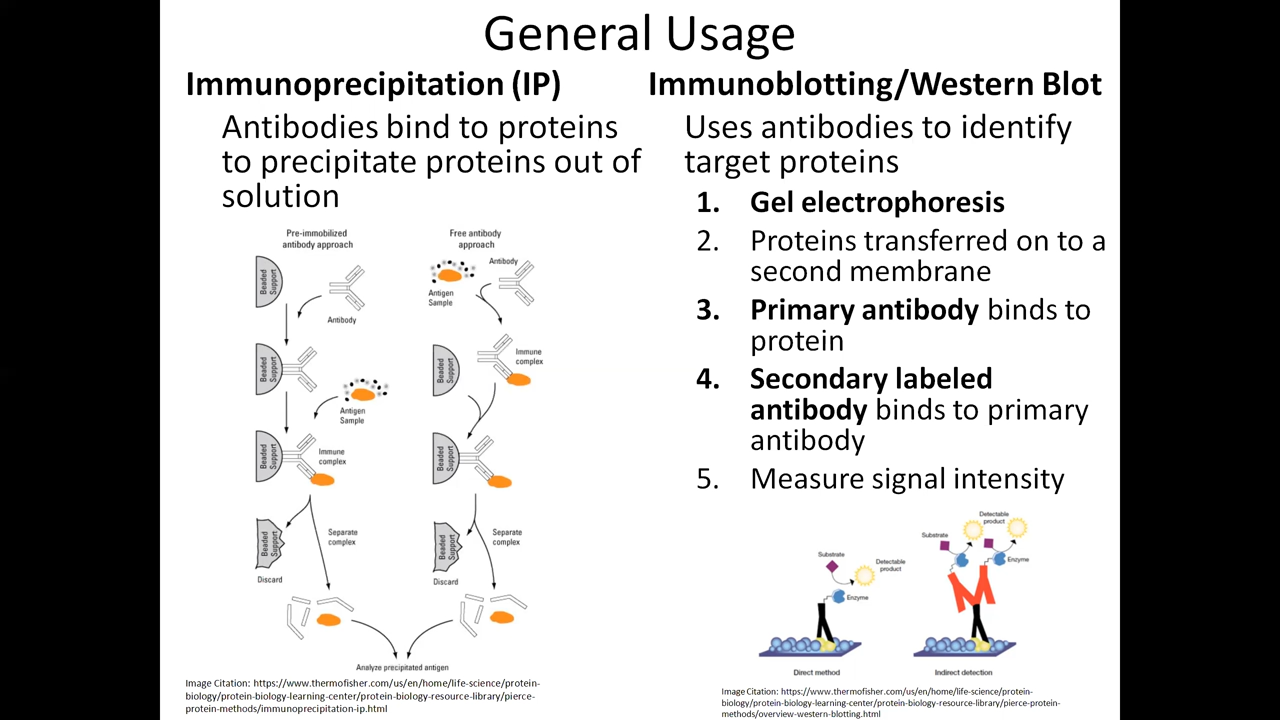 General Usage
Immunoprecipitation (IP)
Antibodies bind to proteins
to precipitate proteins out of
solution
Pre-immobilized
antibody approach
Beaded
Support
Antibody
Beaded
Support
Antigen
Sample
Beaded
Support
Immune
complex
Beaded
Support
Separate
complex
Discard
Free antibody
approach
Antibody
Antigen
Sample
Beaded
Support
Immune
complex
Beaded
Support
Beaded
Support
Separate
complex
Discard
Analyze precipitated antigen
Image Citation: https://www.thermofisher.com/us/en/home/life-science/protein-
biology/protein-biology-learning-center/protein-biology-resource-library/pierce-
protein-methods/immunoprecipitation-ip.html
Immunoblotting/Western Blot
Uses antibodies to identify
target proteins
1. Gel electrophoresis
2. Proteins transferred on to a
second membrane
3. Primary antibody binds to
protein
4. Secondary labeled
antibody binds to primary
antibody
5. Measure signal intensity
Substrate
Detectable
product
Enzyme
Direct method
Detectable
product
Substrate
Enzyme
Indirect detection
Image Citation: https://www.thermofisher.com/us/en/home/life-science/protein-
biology/protein-biology-learning-center/protein-biology-resource-library/pierce-protein-
methods/overview-western-blotting.html